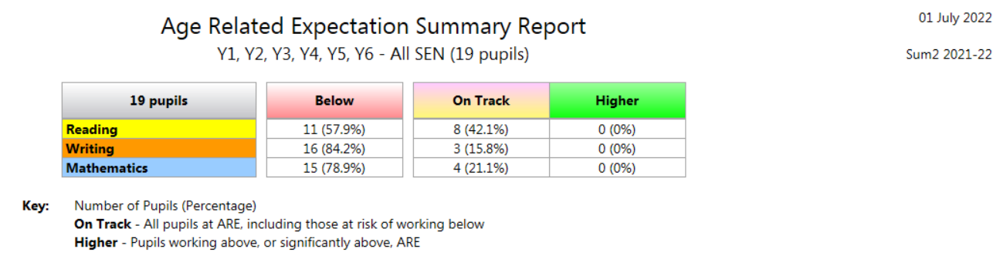 01 July 2022
Age Related Expectation Summary Report
Y1, Y2, Y3, Y4, Y5, Y6 - All SEN (19 pupils)
Sum2 2021-22
19 pupils Below On Track Higher
Reading 11 (57.9%) 8 (42.1%) 0 (0%)
Writing 16 (84.2%) 3 (15.8%) 0 (0%)
Mathematics 15 (78.9%) 4 (21.1%) 0 (0%)
Key: Number of Pupils (Percentage)
On Track - All pupils at ARE, including those at risk of working below
Higher - Pupils working above, or significantly above, ARE